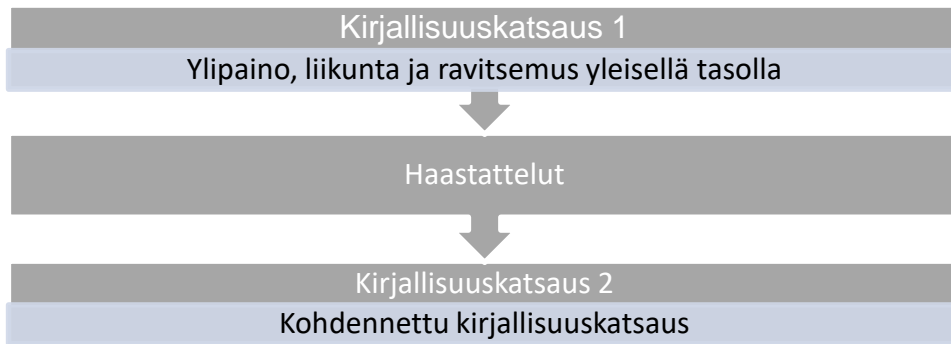 Kirjallisuuskatsaus 1
Ylipaino, liikunta ja ravitsemus yleisellä tasolla
Haastattelut
Kirjallisuuskatsaus 2
Kohdennettu kirjallisuuskatsaus